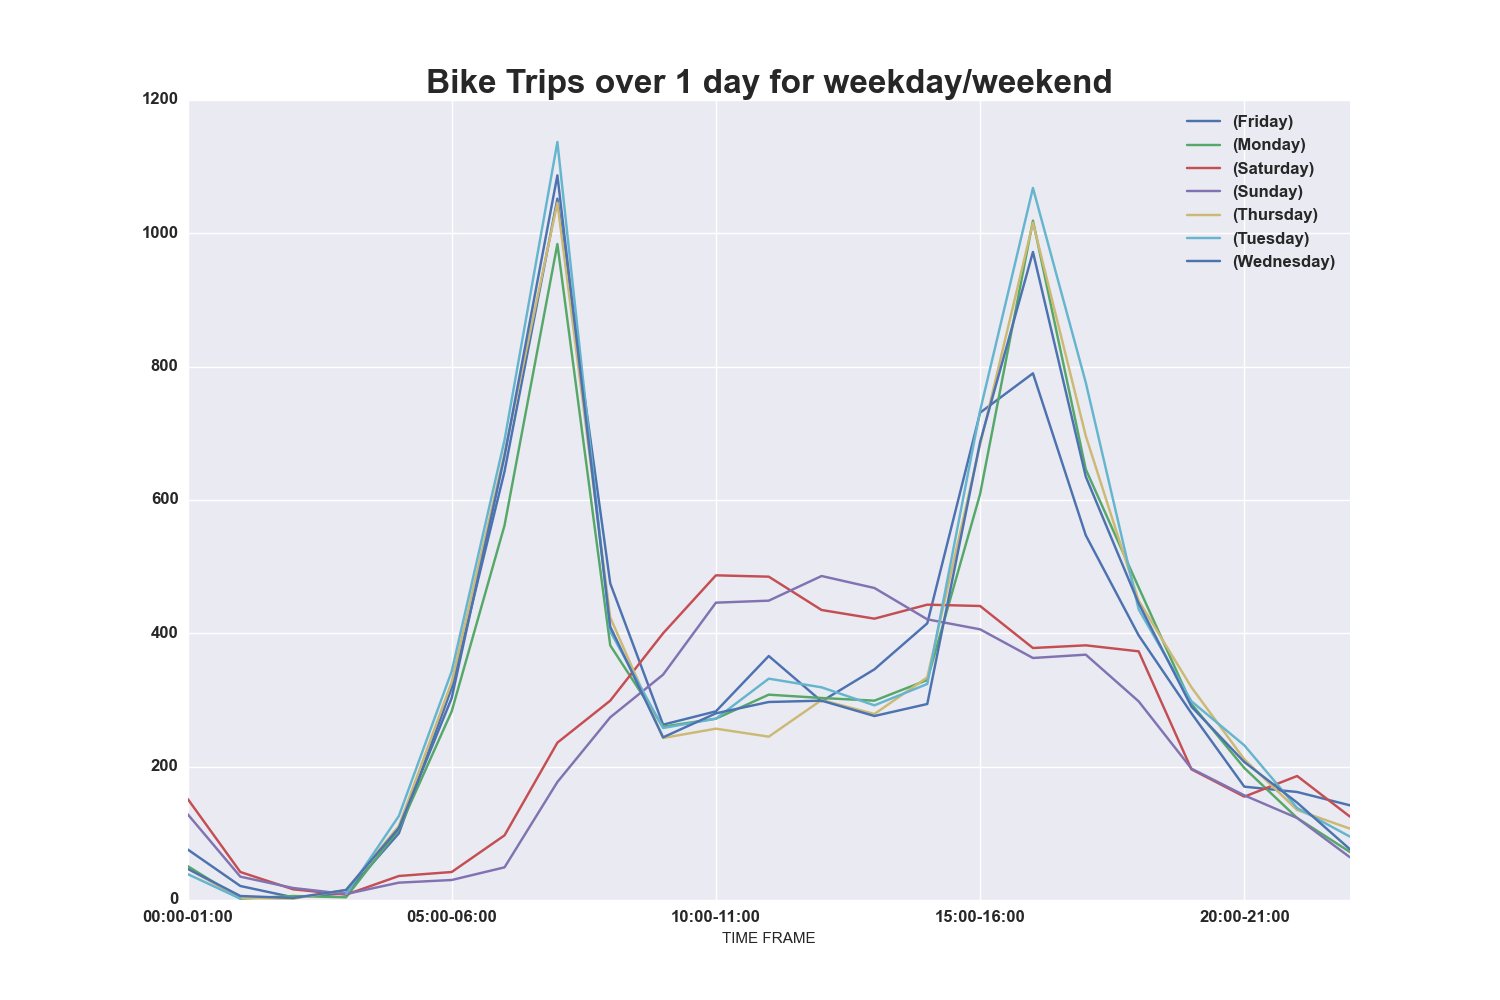 Bike Trips over 1 day for weekday/weekend
1200
1000
800
600
400
200
0
(Friday)
(Monday)
(Saturday)
(Sunday)
(Thursday)
(Tuesday)
(Wednesday)
00:00-01:00 05:00-06:00 10:00-11:00 15:00-16:00 20:00-21:00
TIME FRAME